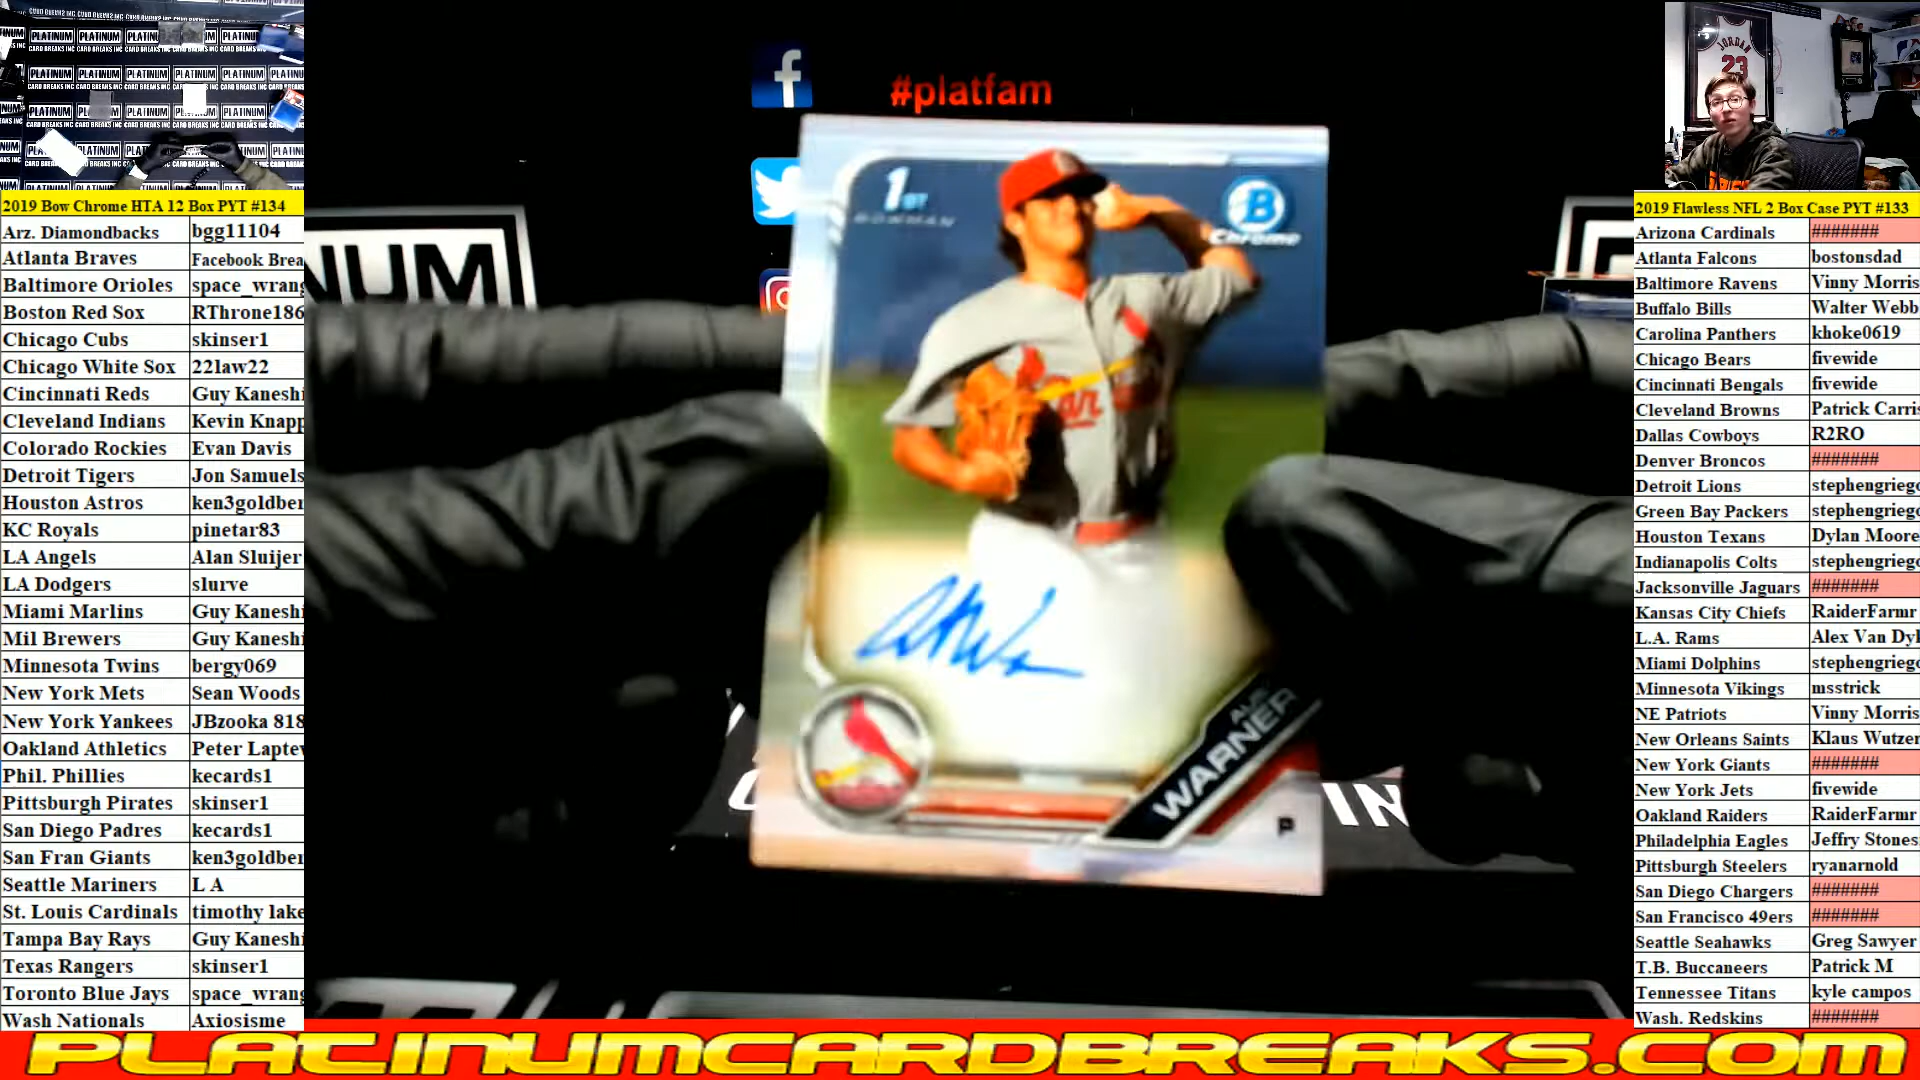 #platfam
f
JORDAN
23
PLATINUM
CARD BREAKS INC
2019 Bow Chrome HTA 12 Box PYT #134
Arz. Diamondbacks bgg11104
Atlanta Braves Facebook Brea
Baltimore Orioles space_wrang
Boston Red Sox RThrone186
Chicago Cubs skinser1
Chicago White Sox 22law22
Cincinnati Reds Guy Kaneshi
Cleveland Indians Kevin Knapp
Colorado Rockies Evan Davis
Detroit Tigers Jon Samuels
Houston Astros ken3goldber
KC Royals pinetar83
LA Angels Alan Sluijer
LA Dodgers slurve
Miami Marlins Guy Kaneshi
Mil Brewers Guy Kaneshi
Minnesota Twins bergy069
New York Mets Sean Woods
New York Yankees JBzooka 818
Oakland Athletics Peter Laptev
Phil. Phillies kecards1
Pittsburgh Pirates skinser1
San Diego Padres kecards1
San Fran Giants ken3goldber
Seattle Mariners L A
St. Louis Cardinals timothy lake
Tampa Bay Rays Guy Kaneshi
Texas Rangers skinser1
Toronto Blue Jays space_wrang
Wash Nationals Axiosisme
NUM
1ST
BOWMAN
B
Chrome
WARNER
P
IN
2019 Flawless NFL 2 Box Case PYT #133
Arizona Cardinals #######
Atlanta Falcons bostonsdad
Baltimore Ravens Vinny Morris
Buffalo Bills Walter Webb
Carolina Panthers khoke0619
Chicago Bears fivewide
Cincinnati Bengals fivewide
Cleveland Browns Patrick Carris
Dallas Cowboys R2RO
Denver Broncos #######
Detroit Lions stephengriego
Green Bay Packers stephengriego
Houston Texans Dylan Moore
Indianapolis Colts stephengriego
Jacksonville Jaguars #######
Kansas City Chiefs RaiderFarmr
L.A. Rams Alex Van Dyk
Miami Dolphins stephengriego
Minnesota Vikings msstrick
NE Patriots Vinny Morris
New Orleans Saints Klaus Wutzer
New York Giants #######
New York Jets fivewide
Oakland Raiders RaiderFarmr
Philadelphia Eagles Jeffry Stones
Pittsburgh Steelers ryanarnold
San Diego Chargers #######
San Francisco 49ers #######
Seattle Seahawks Greg Sawyer
T.B. Buccaneers Patrick M
Tennessee Titans kyle campos
Wash. Redskins #######
PLATINUMCARDBREAKS.COM